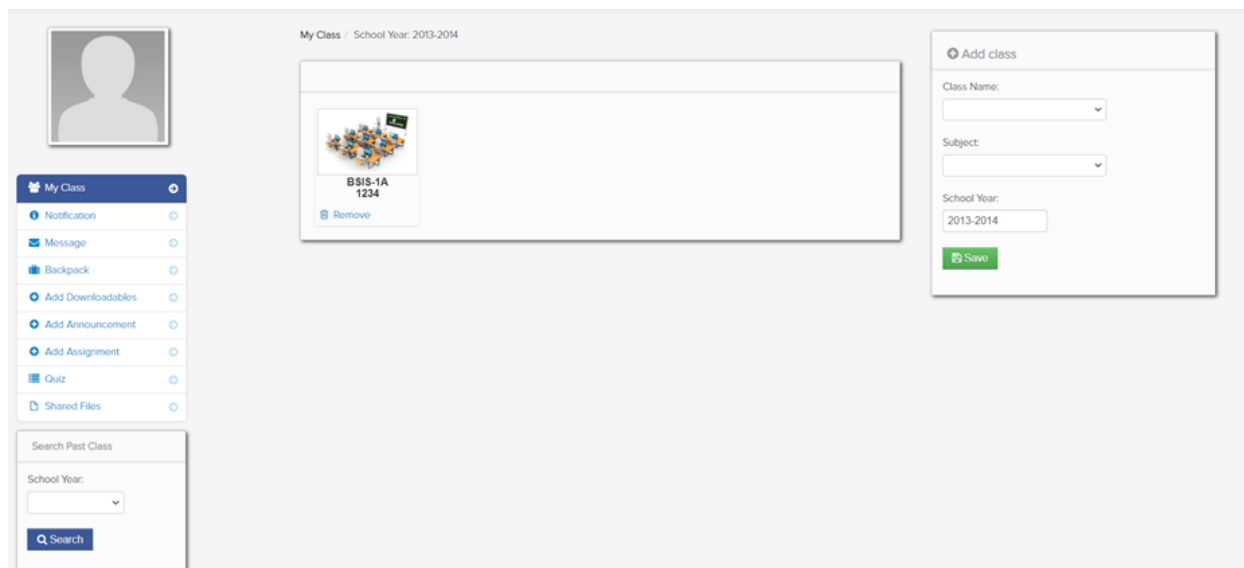 My Class / School Year: 2013-2014
My Class
Notification
Message
Backpack
Add Downloadables
Add Announcement
Add Assignment
Quiz
Shared Files
Search Past Class
School Year:
Search
BSIS-1A
1234
Remove
Add class
Class Name:
Subject:
School Year:
2013-2014
Save